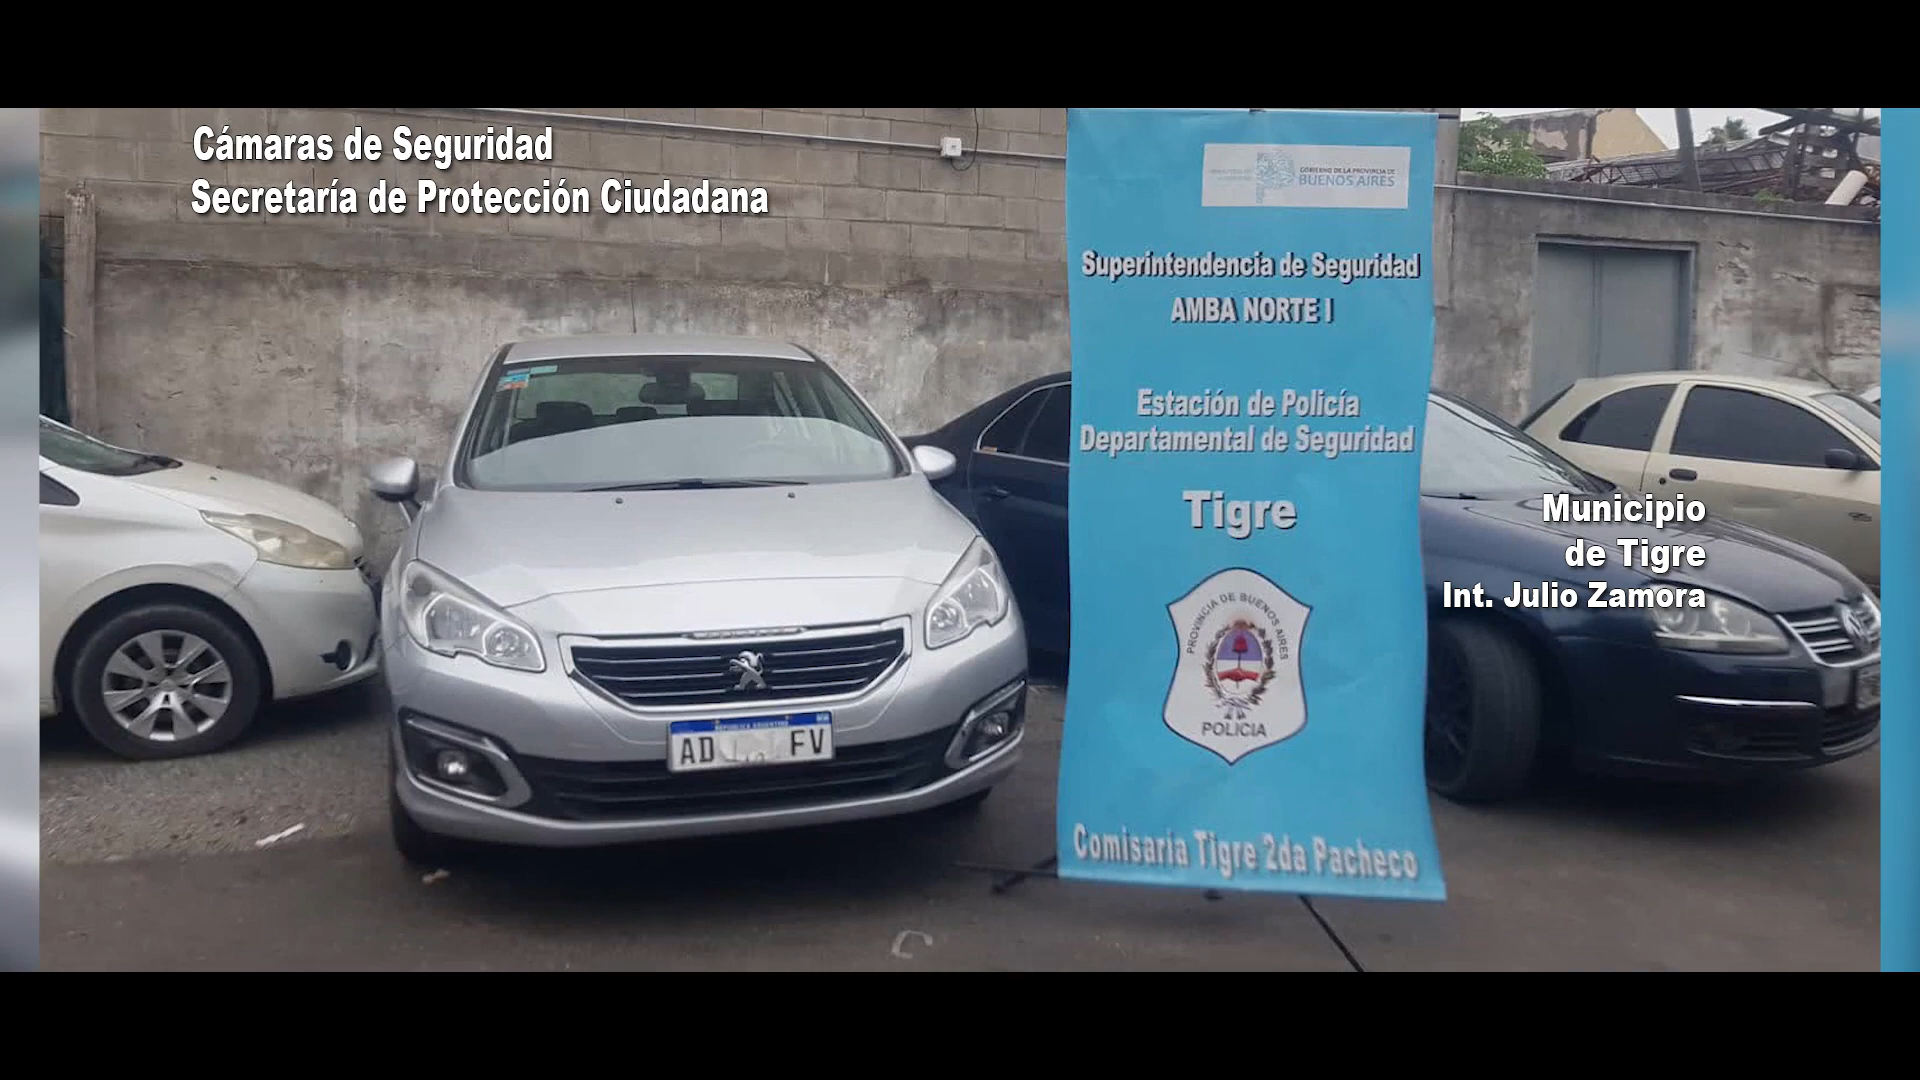 Cámaras de Seguridad
Secretaría de Protección Ciudadana
GOBIERNO DE LA PROVINCIA DE
BUENOS AIRES
Superintendencia de Seguridad
AMBA NORTE I
Estación de Policía
Departamental de Seguridad
Tigre
PROVINCIA DE BUENOS AIRES
POLICIA
Comisaria Tigre 2da Pacheco
Municipio
de Tigre
Int. Julio Zamora
REPUBLICA ARGENTINA
AD FV